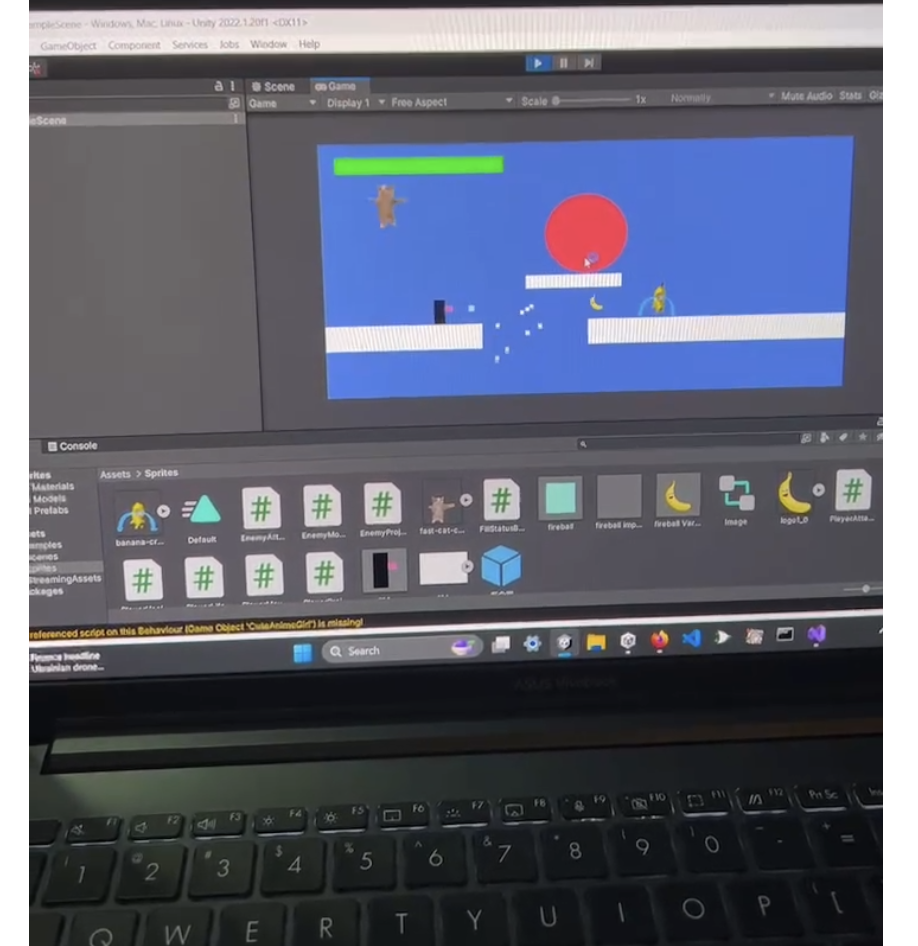 empleScene - Windows, Mac, Linux - Unity 2022.1.20f1 <DX11>
GameObject Component Services Jobs Window Help
Scene Game
Game Display 1 Free Aspect Scale 1x Normally Mute Audio Stats Giz
eScene
Console
rites
Materials
Models
Prefabs
Assets > Sprites
banana-cr...
Default
EnemyAtt...
EnemyMo...
EnemyProj...
fast-cat-c...
FillStatusB...
fireball
fireball imp...
fireball Var...
Image
logo1_0
PlayerAtta...
ets
amples
cenes
prites
StreamingAssets
ckages
referenced script on this Behaviour (Game Object 'CuteAnimeGirl') is missing!
Finance headline
Ukrainian drone...
Search
F1 F2 F3 F4 F5 F6 F7 F8 F9 F10 F11 F12 Prt Sc Ins
! 1 @ 2 # 3 $ 4 % 5 ^ 6 & 7 * 8 ( 9 ) 0 - + =
Q W E R T Y U I O P { [